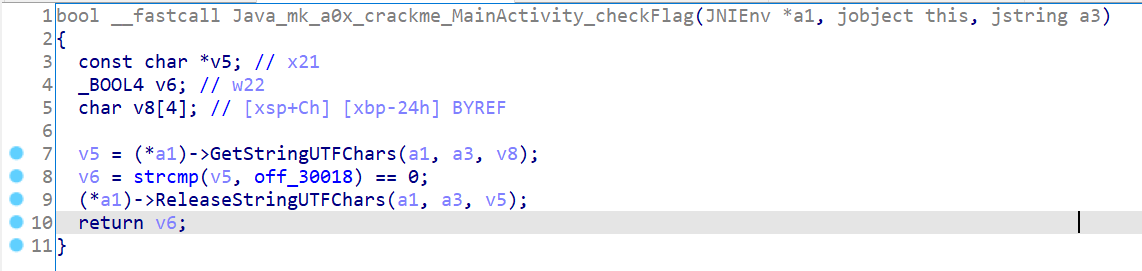 1 bool __fastcall Java_mk_a0x_crackme_MainActivity_checkFlag(JNIEnv *a1, jobject this, jstring a3)
2 {
3   const char *v5; // x21
4   _BOOL4 v6; // w22
5   char v8[4]; // [xsp+Ch] [xbp-24h] BYREF
6
7   v5 = (*a1)->GetStringUTFChars(a1, a3, v8);
8   v6 = strcmp(v5, off_30018) == 0;
9   (*a1)->ReleaseStringUTFChars(a1, a3, v5);
10   return v6;
11 }